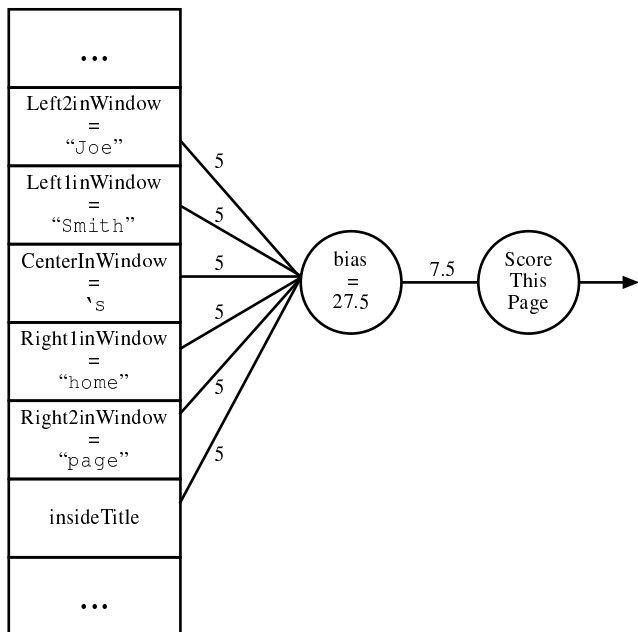 ...
Left2inWindow
=
“Joe”
Left1inWindow
=
“Smith”
CenterInWindow
=
‘s
Right1inWindow
=
“home”
Right2inWindow
=
“page”
insideTitle
...
5
5
5
5
5
5
bias
=
27.5
7.5
Score
This
Page